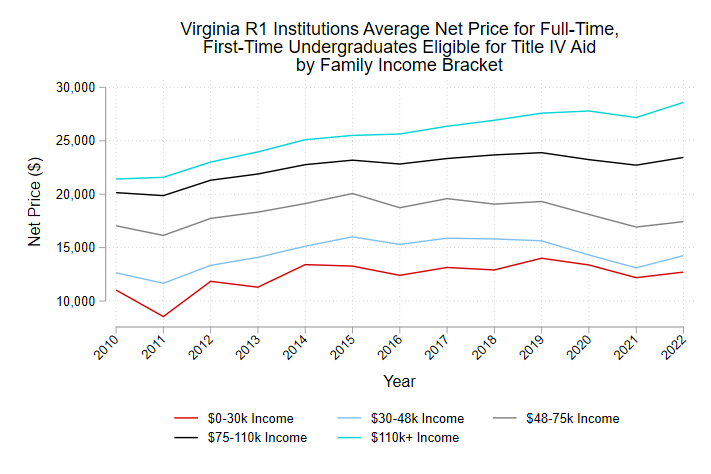 Virginia R1 Institutions Average Net Price for Full-Time,
First-Time Undergraduates Eligible for Title IV Aid
by Family Income Bracket
Net Price ($)
30,000
25,000
20,000
15,000
10,000
2010
2011
2012
2013
2014
2015
2016
2017
2018
2019
2020
2021
2022
Year
$0-30k Income
$30-48k Income
$48-75k Income
$75-110k Income
$110k+ Income